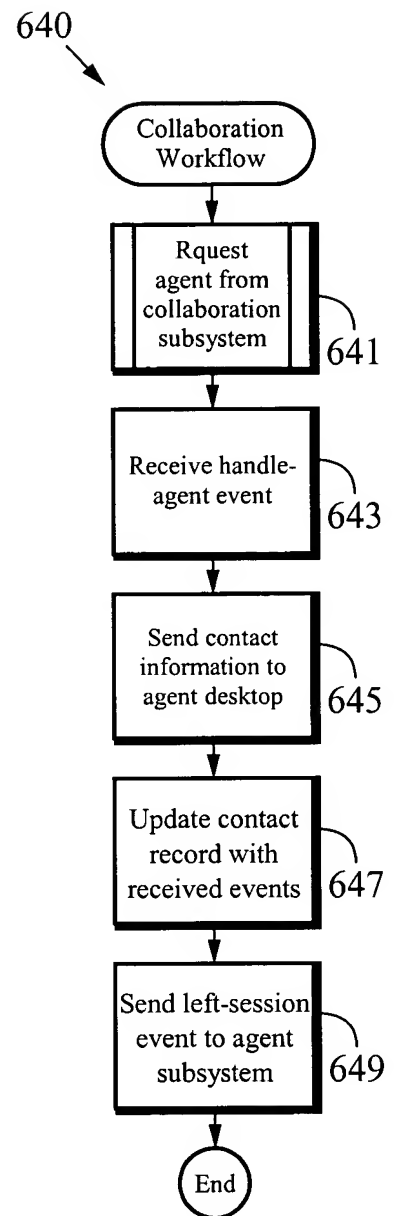 640
Collaboration
Workflow
Rquest
agent from
collaboration
subsystem
641
Receive handle-
agent event
643
Send contact
information to
agent desktop
645
Update contact
record with
received events
647
Send left-session
event to agent
subsystem
649
End